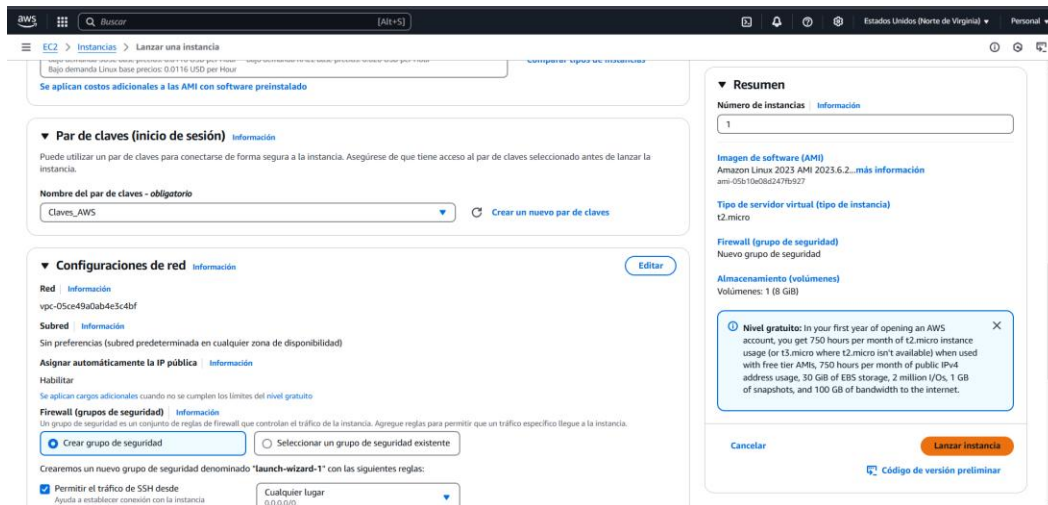 aws
Buscar
[Alt+S]
Estados Unidos (Norte de Virginia)
Personal
EC2 > Instancias > Lanzar una instancia
Bajo demanda Linux base precios: 0.0116 USD per Hour
Comparar tipos de instancias
Se aplican costos adicionales a las AMI con software preinstalado
Par de claves (inicio de sesión) Información
Puede utilizar un par de claves para conectarse de forma segura a la instancia. Asegúrese de que tiene acceso al par de claves seleccionado antes de lanzar la
instancia.
Nombre del par de claves - obligatorio
Claves_AWS
Crear un nuevo par de claves
Configuraciones de red Información
Editar
Red Información
vpc-05ce49a0ab4e3c4bf
Subred Información
Sin preferencias (subred predeterminada en cualquier zona de disponibilidad)
Asignar automáticamente la IP pública Información
Habilitar
Se aplican cargos adicionales cuando no se cumplen los límites del nivel gratuito
Firewall (grupos de seguridad) Información
Un grupo de seguridad es un conjunto de reglas de firewall que controlan el tráfico de la instancia. Agregue reglas para permitir que un tráfico específico llegue a la instancia.
Crear grupo de seguridad
Seleccionar un grupo de seguridad existente
Crearemos un nuevo grupo de seguridad denominado "launch-wizard-1" con las siguientes reglas:
Permitir el tráfico de SSH desde
Ayuda a establecer conexión con la instancia
Cualquier lugar
0.0.0.0/0
Resumen
Número de instancias Información
1
Imagen de software (AMI)
Amazon Linux 2023 AMI 2023.6.2...más información
ami-05b10e08d247fb927
Tipo de servidor virtual (tipo de instancia)
t2.micro
Firewall (grupo de seguridad)
Nuevo grupo de seguridad
Almacenamiento (volúmenes)
Volúmenes: 1 (8 GiB)
Nivel gratuito: In your first year of opening an AWS
account, you get 750 hours per month of t2.micro instance
usage (or t3.micro where t2.micro isn't available) when used
with free tier AMIs, 750 hours per month of public IPv4
address usage, 30 GiB of EBS storage, 2 million I/Os, 1 GB
of snapshots, and 100 GB of bandwidth to the internet.
Cancelar
Lanzar instancia
Código de versión preliminar